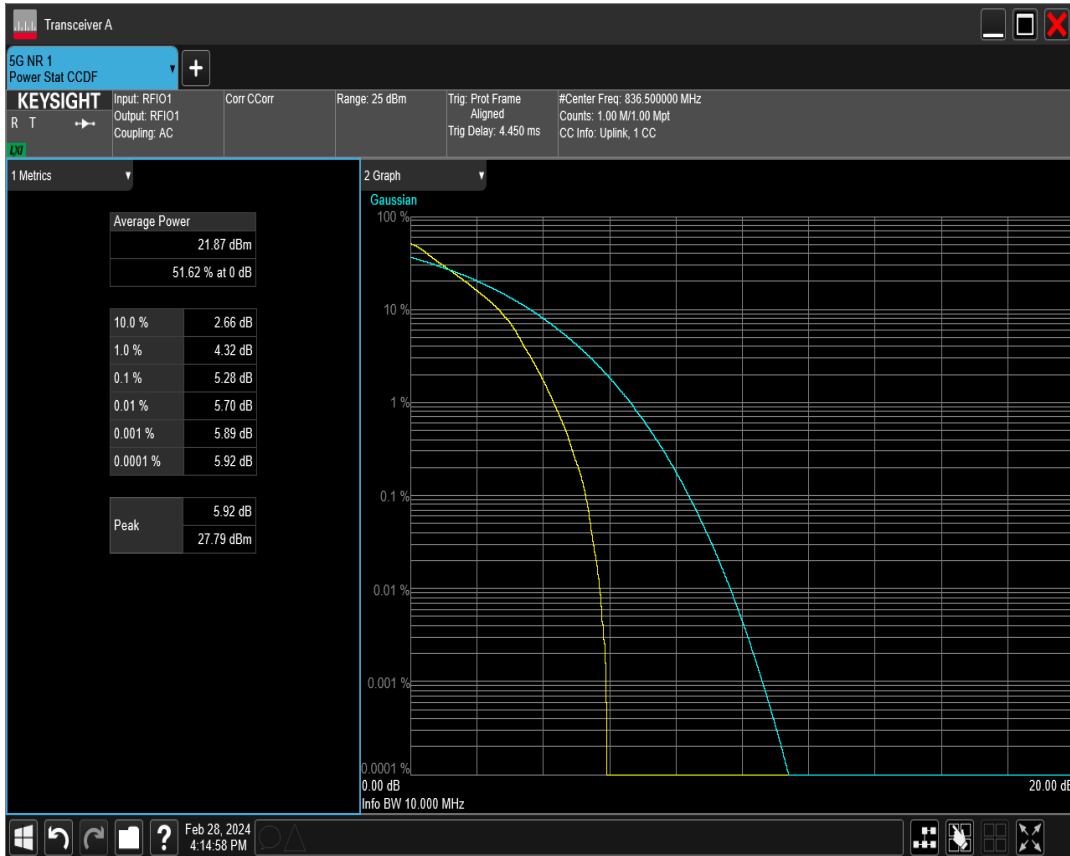 Transceiver A
5G NR 1
Power Stat CCDF
+
KEYSIGHT
R T
LXI
Input: RFIO1
Output: RFIO1
Coupling: AC
Corr CCorr
Range: 25 dBm
Trig: Prot Frame
Aligned
Trig Delay: 4.450 ms
#Center Freq: 836.500000 MHz
Counts: 1.00 M/1.00 Mpt
CC Info: Uplink, 1 CC
1 Metrics
Average Power
21.87 dBm
51.62 % at 0 dB
10.0 % 2.66 dB
1.0 % 4.32 dB
0.1 % 5.28 dB
0.01 % 5.70 dB
0.001 % 5.89 dB
0.0001 % 5.92 dB
Peak
5.92 dB
27.79 dBm
2 Graph
Gaussian
100 %
10 %
1 %
0.1 %
0.01 %
0.001 %
0.0001 %
0.00 dB 20.00 dB
Info BW 10.000 MHz
?
Feb 28, 2024
4:14:58 PM